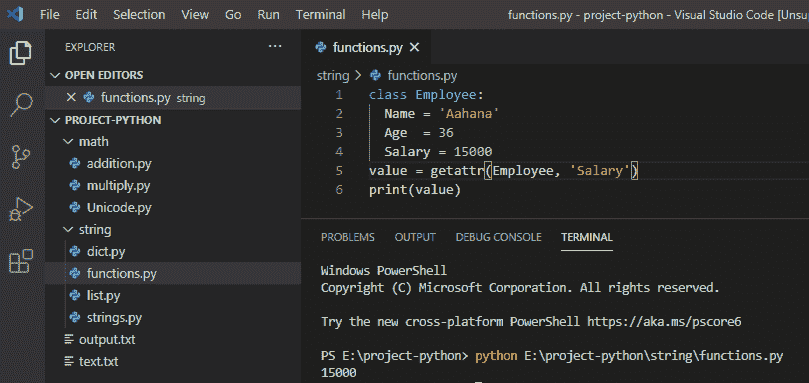 File Edit Selection View Go Run Terminal Help functions.py - project-python - Visual Studio Code [Unsu
EXPLORER ...
OPEN EDITORS
functions.py string
PROJECT-PYTHON
math
addition.py
multiply.py
Unicode.py
string
dict.py
functions.py
list.py
strings.py
output.txt
text.txt
functions.py
string > functions.py
1 class Employee:
2 Name = 'Aahana'
3 Age = 36
4 Salary = 15000
5 value = getattr(Employee, 'Salary')
6 print(value)
PROBLEMS OUTPUT DEBUG CONSOLE TERMINAL
Windows PowerShell
Copyright (C) Microsoft Corporation. All rights reserved.
Try the new cross-platform PowerShell https://aka.ms/pscore6
PS E:\project-python> python E:\project-python\string\functions.py
15000